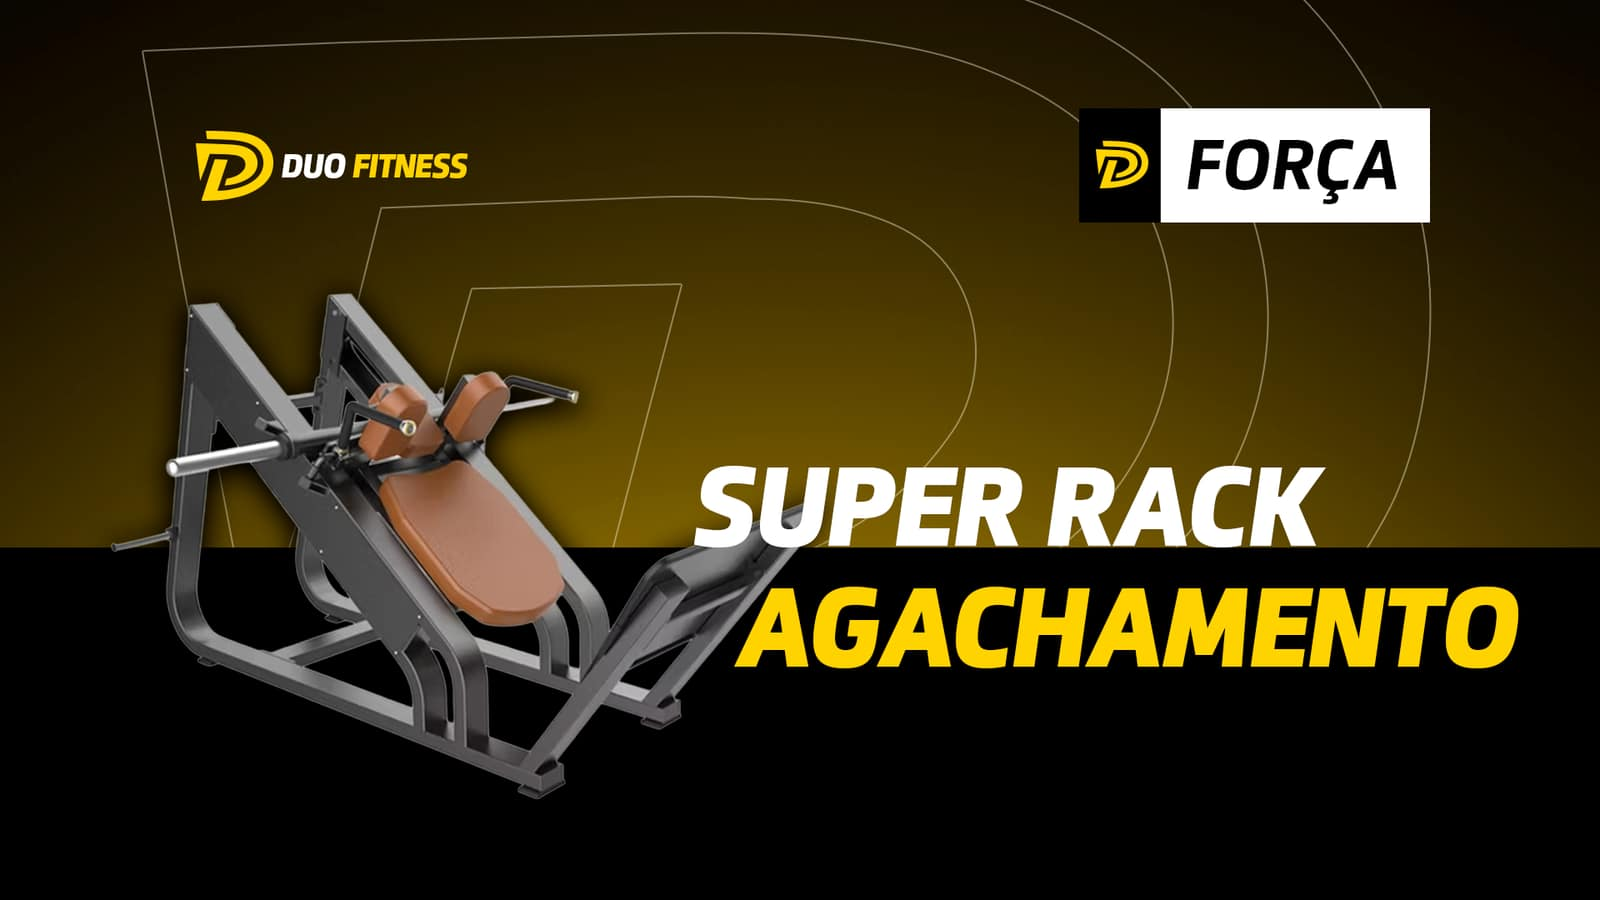 DUO FITNESS
FORÇA
SUPER RACK
AGACHAMENTO